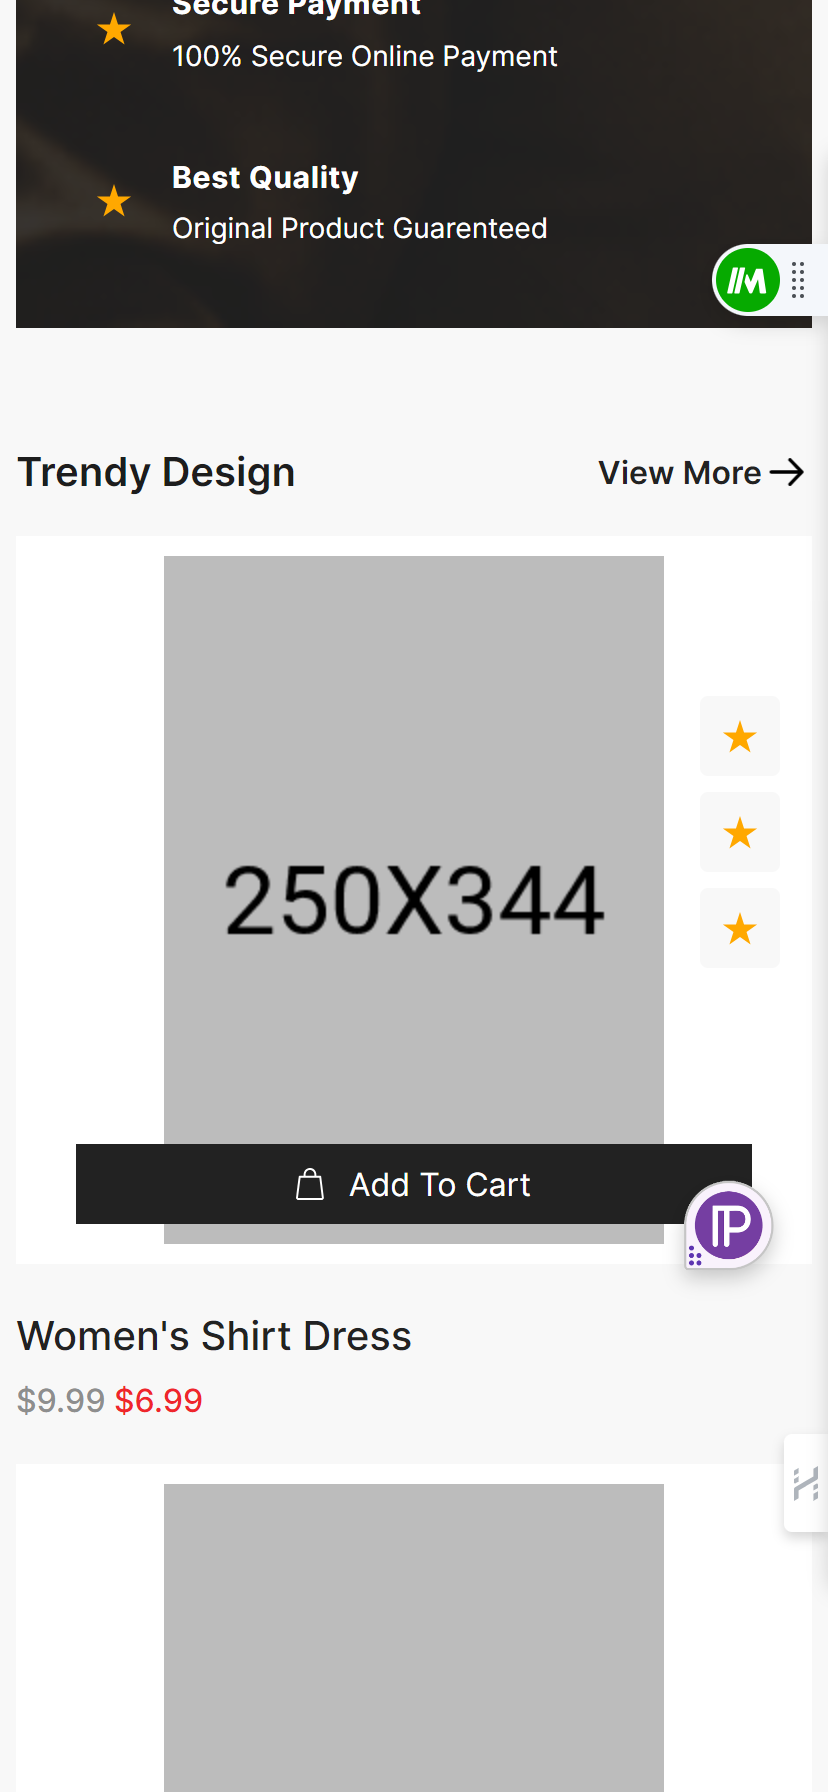 Secure Payment
100% Secure Online Payment
Best Quality
Original Product Guarenteed
Trendy Design
View More
250X344
Add To Cart
Women's Shirt Dress
$9.99 $6.99